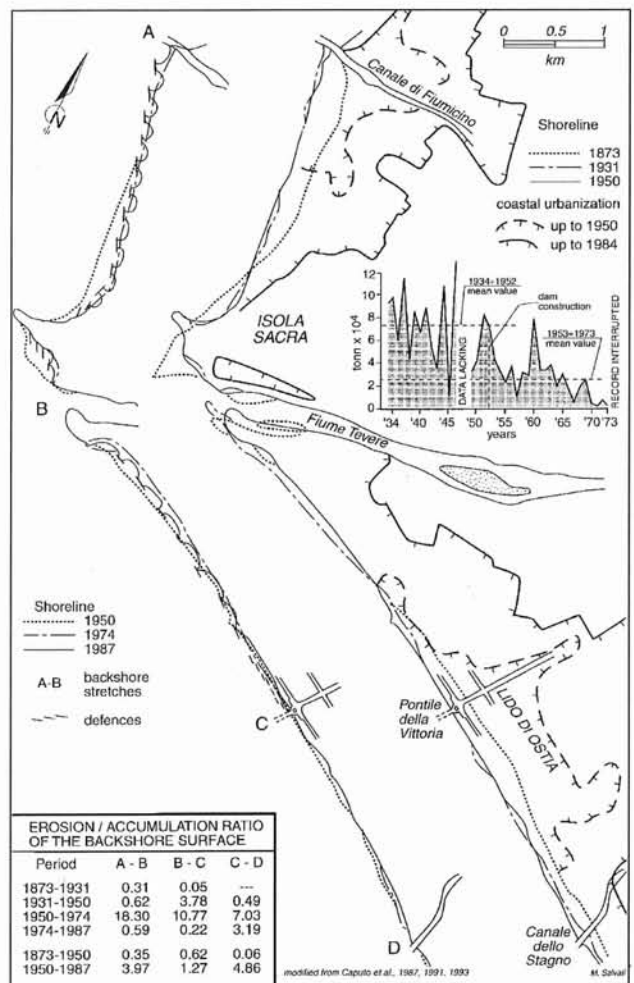 A
0 0.5 1
km
N
Canale di Fiumicino
Shoreline
1873
1931
1950
coastal urbanization
up to 1950
up to 1984
ISOLA
SACRA
tonn x 10⁴
12
10
8
6
4
2
0
1934÷1952
mean value
dam
construction
1953÷1973
mean value
DATA LACKING
RECORD INTERRUPTED
'34 '40 '45 '50 '55 '60 '65 '70 '73
years
B
Fiume Tevere
Shoreline
1950
1974
1987
A-B backshore
stretches
defences
C
Pontile
della
Vittoria
LIDO DI OSTIA
D
Canale
dello
Stagno
EROSION / ACCUMULATION RATIO
OF THE BACKSHORE SURFACE
Period A - B B - C C - D
1873-1931 0.31 0.05 ---
1931-1950 0.62 3.78 0.49
1950-1974 18.30 10.77 7.03
1974-1987 0.59 0.22 3.19
1873-1950 0.35 0.62 0.06
1950-1987 3.97 1.27 4.86
modified from Caputo et al., 1987, 1991, 1993
M. Salvati